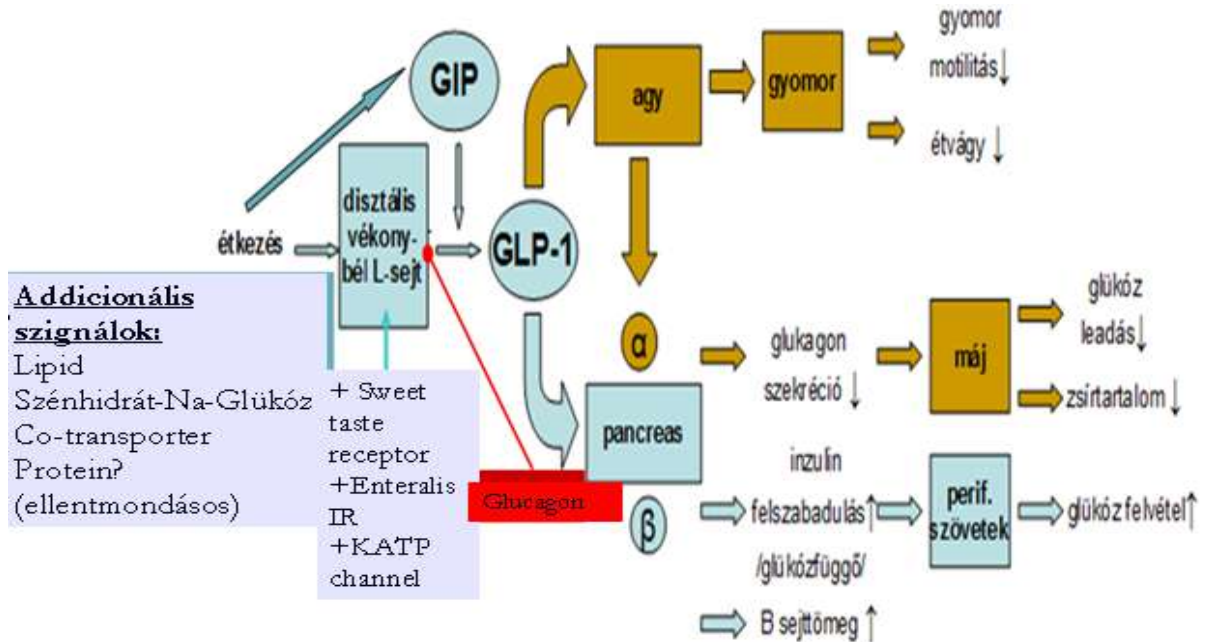 GIP
agy
gyomor
gyomor
motilitás↓
étvágy ↓
étkezés
disztális
vékony-
bél L-sejt
GLP-1
Addicionális
szignálok:
Lipid
Szénhidrát-Na-Glükóz
Co-transporter
Protein?
(ellentmondásos)
+ Sweet
taste
receptor
+Enteralis
IR
+KATP
channel
Glucagon
α
pancreas
β
glukagon
szekréció ↓
máj
glükóz
leadás↓
zsírtartalom ↓
inzulin
felszabadulás↑
/glükózfüggő/
perif.
szövetek
glükóz felvétel↑
B sejttömeg ↑